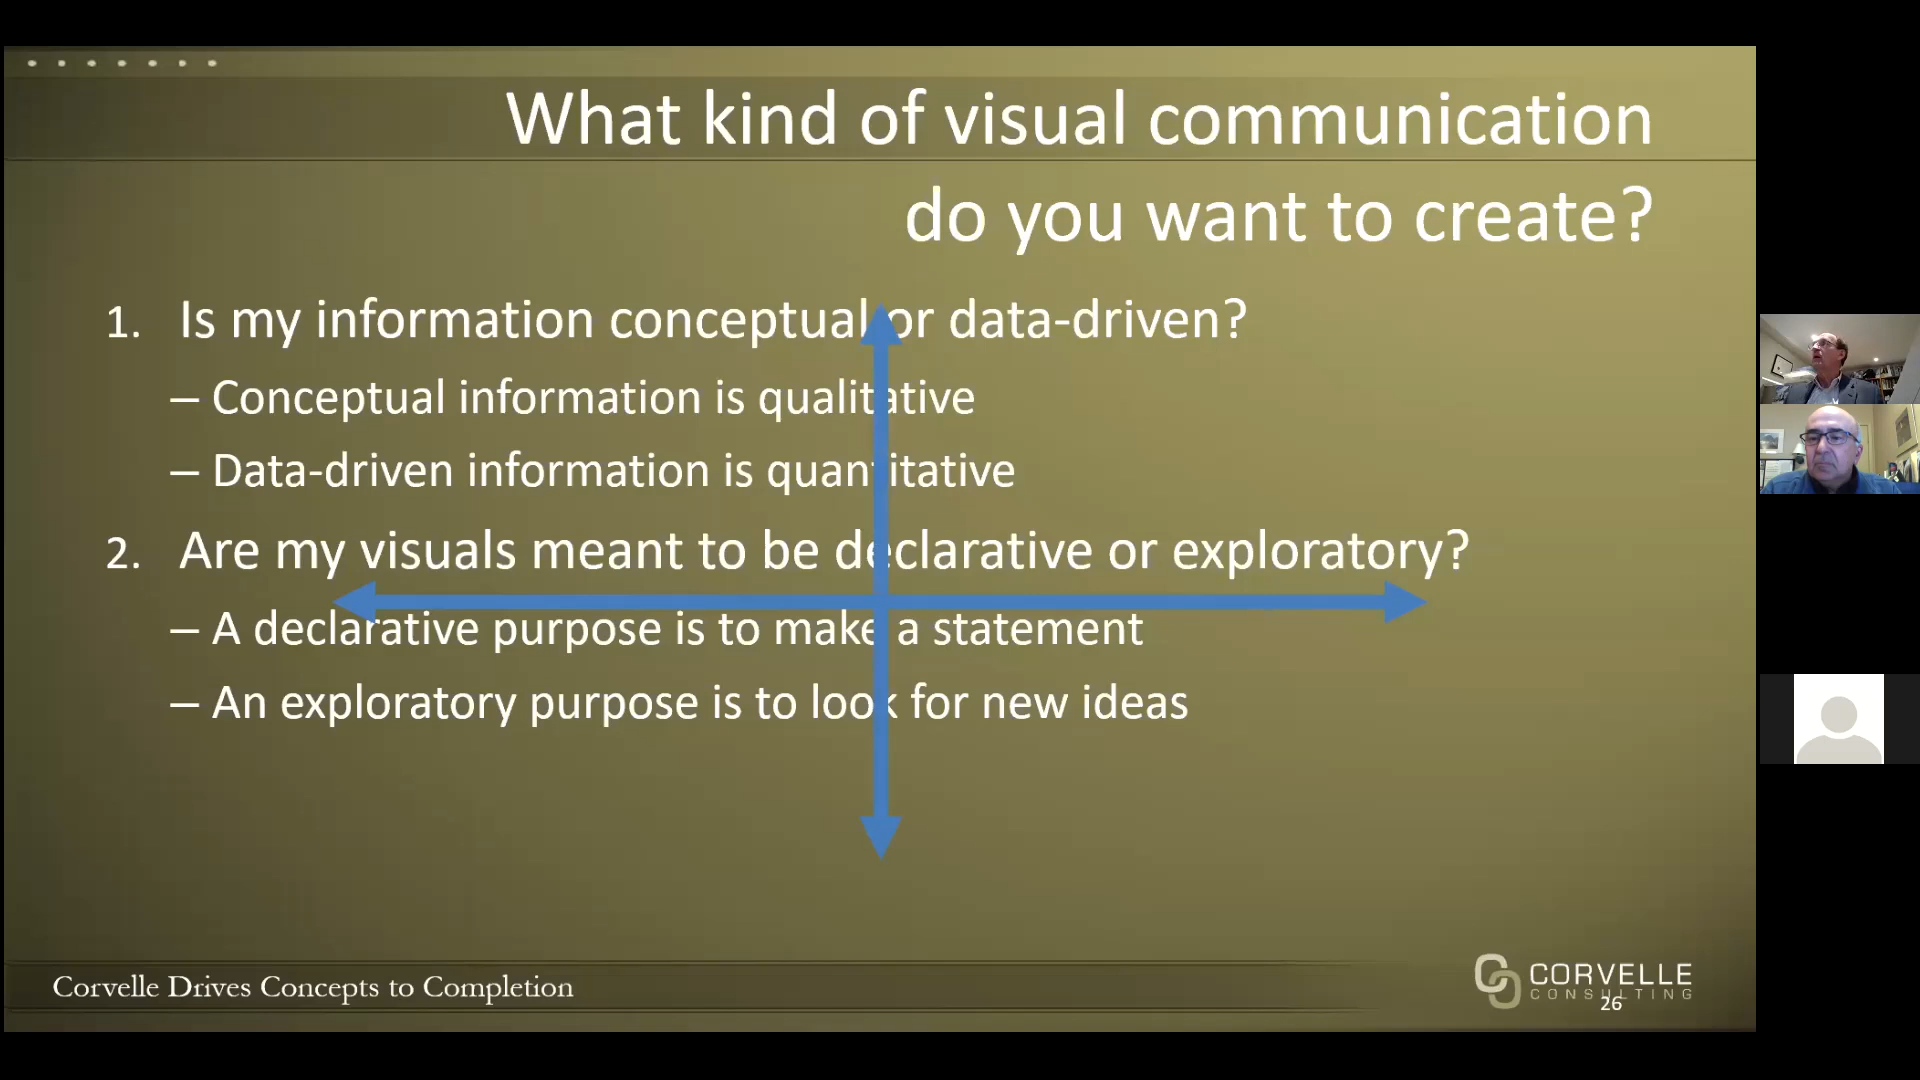 What kind of visual communication
do you want to create?
1. Is my information conceptual or data-driven?
– Conceptual information is qualitative
– Data-driven information is quantitative
2. Are my visuals meant to be declarative or exploratory?
– A declarative purpose is to make a statement
– An exploratory purpose is to look for new ideas
Corvelle Drives Concepts to Completion
CORVELLE
CONSULTING
26